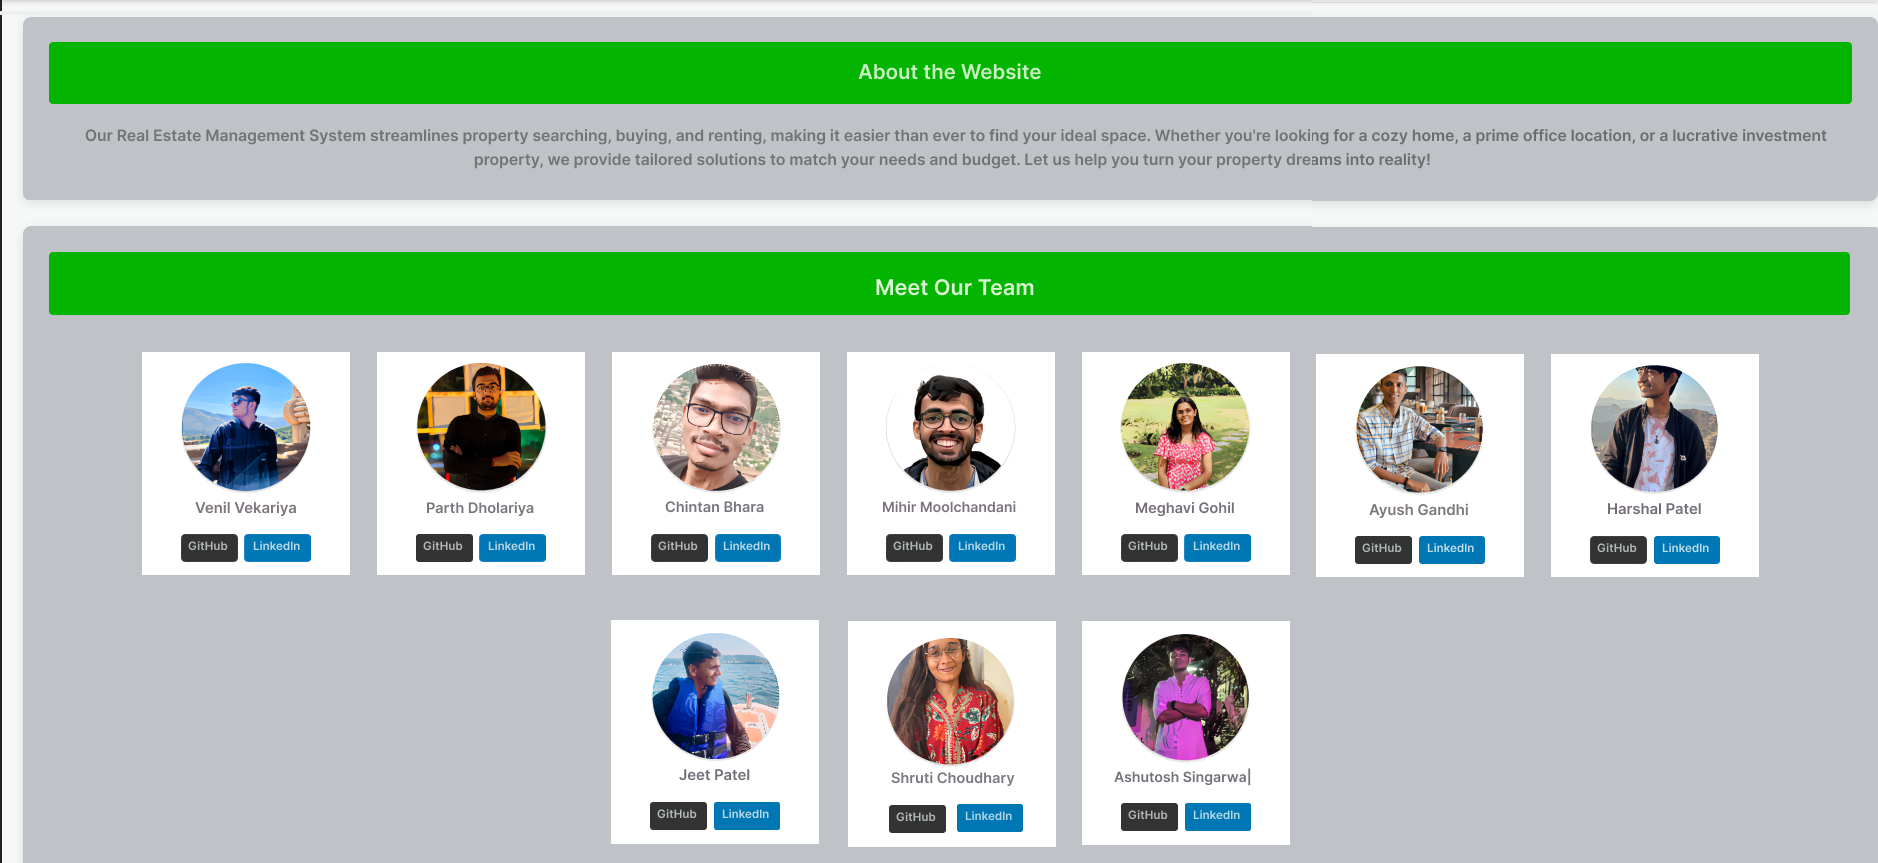 About the Website
Our Real Estate Management System streamlines property searching, buying, and renting, making it easier than ever to find your ideal space. Whether you're looking for a cozy home, a prime office location, or a lucrative investment
property, we provide tailored solutions to match your needs and budget. Let us help you turn your property dreams into reality!
Meet Our Team
Venil Vekariya
GitHub LinkedIn
Parth Dholariya
GitHub LinkedIn
Chintan Bhara
GitHub LinkedIn
Mihir Moolchandani
GitHub LinkedIn
Meghavi Gohil
GitHub LinkedIn
Ayush Gandhi
GitHub LinkedIn
Harshal Patel
GitHub LinkedIn
Jeet Patel
GitHub LinkedIn
Shruti Choudhary
GitHub LinkedIn
Ashutosh Singarwa|
GitHub LinkedIn